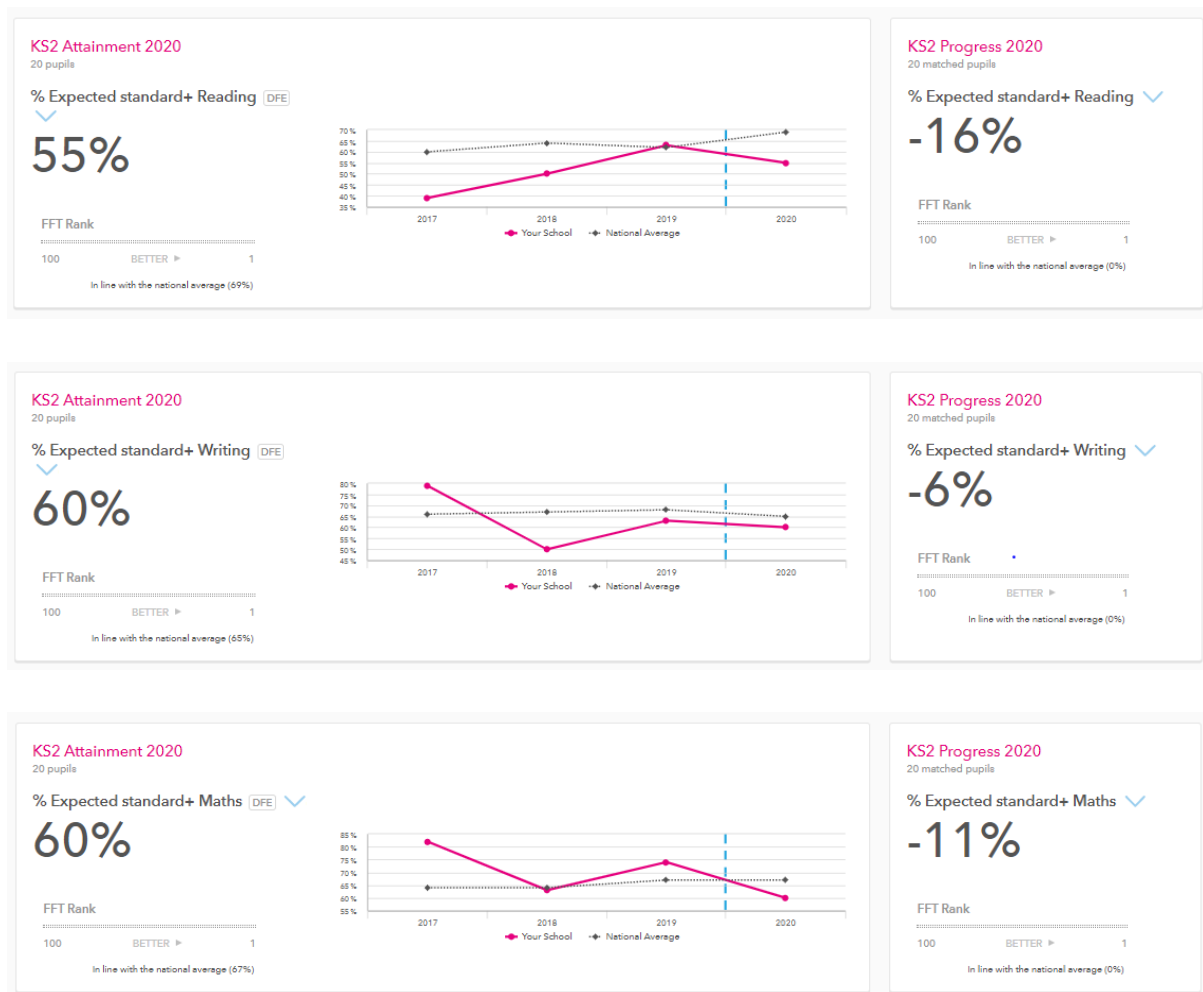 KS2 Attainment 2020
20 pupils
% Expected standard+ Reading DFE
55%
FFT Rank
100 BETTER ▶ 1
In line with the national average (69%)
70%
65%
60%
55%
50%
45%
40%
35%
2017 2018 2019 2020
Your School National Average
KS2 Progress 2020
20 matched pupils
% Expected standard+ Reading
-16%
FFT Rank
100 BETTER ▶ 1
In line with the national average (0%)
KS2 Attainment 2020
20 pupils
% Expected standard+ Writing DFE
60%
FFT Rank
100 BETTER ▶ 1
In line with the national average (65%)
80%
75%
70%
65%
60%
55%
50%
45%
2017 2018 2019 2020
Your School National Average
KS2 Progress 2020
20 matched pupils
% Expected standard+ Writing
-6%
FFT Rank
100 BETTER ▶ 1
In line with the national average (0%)
KS2 Attainment 2020
20 pupils
% Expected standard+ Maths DFE
60%
FFT Rank
100 BETTER ▶ 1
In line with the national average (67%)
85%
80%
75%
70%
65%
60%
55%
2017 2018 2019 2020
Your School National Average
KS2 Progress 2020
20 matched pupils
% Expected standard+ Maths
-11%
FFT Rank
100 BETTER ▶ 1
In line with the national average (0%)